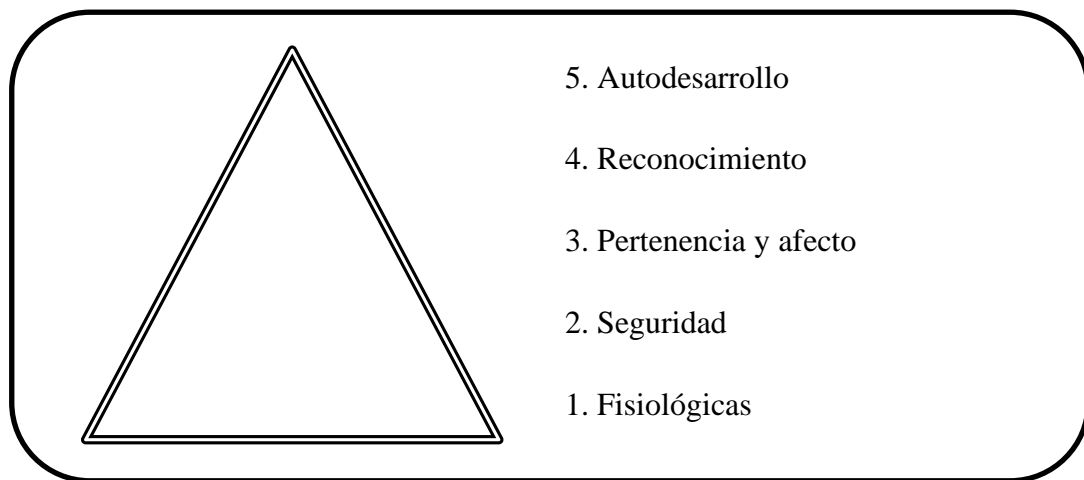 5. Autodesarrollo
4. Reconocimiento
3. Pertenencia y afecto
2. Seguridad
1. Fisiológicas